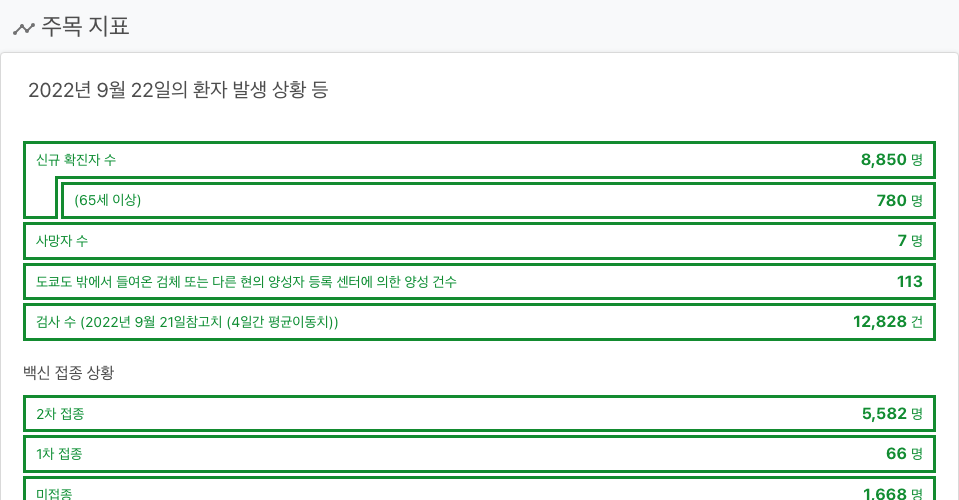 주목 지표
2022년 9월 22일의 환자 발생 상황 등
신규 확진자 수 8,850 명
(65세 이상) 780 명
사망자 수 7 명
도쿄도 밖에서 들여온 검체 또는 다른 현의 양성자 등록 센터에 의한 양성 건수 113
검사 수 (2022년 9월 21일참고치 (4일간 평균이동치)) 12,828 건
백신 접종 상황
2차 접종 5,582 명
1차 접종 66 명
미접종 1,668 명